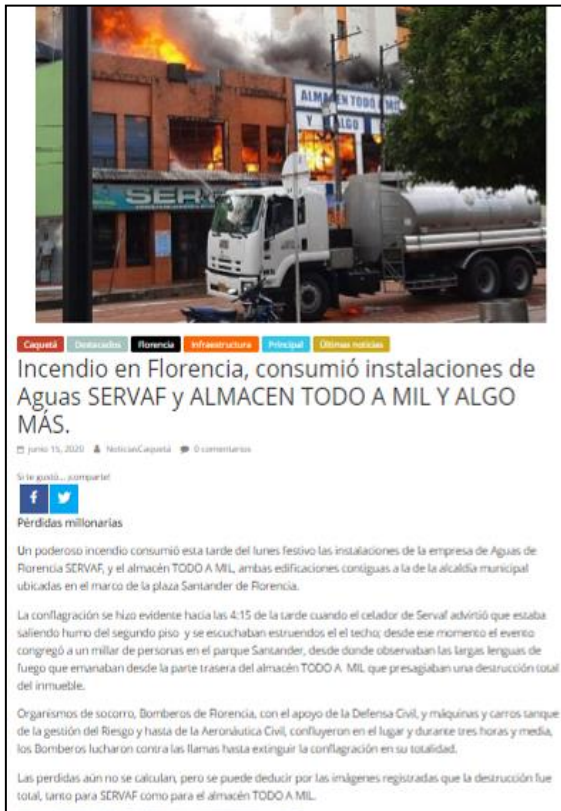 ALMACEN TODO A MIL
Y ALGO
SER
Caquetá Destacados Florencia Infraestructura Principal Últimas noticias
Incendio en Florencia, consumió instalaciones de
Aguas SERVAF y ALMACEN TODO A MIL Y ALGO
MÁS.
junio 15, 2020 NoticiasCaquetá 0 comentarios
Si te gustó... ¡comparte!
Pérdidas millonarias
Un poderoso incendio consumió esta tarde del lunes festivo las instalaciones de la empresa de Aguas de
Florencia SERVAF, y el almacén TODO A MIL, ambas edificaciones contiguas a la de la alcaldía municipal
ubicadas en el marco de la plaza Santander de Florencia.
La conflagración se hizo evidente hacia las 4:15 de la tarde cuando el celador de Servaf advirtió que estaba
saliendo humo del segundo piso y se escuchaban estruendos el el techo; desde ese momento el evento
congregó a un millar de personas en el parque Santander, desde donde observaban las largas lenguas de
fuego que emanaban desde la parte trasera del almacén TODO A MIL que presagiaban una destrucción total
del inmueble.
Organismos de socorro, Bomberos de Florencia, con el apoyo de la Defensa Civil, y máquinas y carros tanque
de la gestión del Riesgo y hasta de la Aeronáutica Civil, confluyeron en el lugar y durante tres horas y media,
los Bomberos lucharon contra las llamas hasta extinguir la conflagración en su totalidad.
Las perdidas aún no se calculan, pero se puede deducir por las imágenes registradas que la destrucción fue
total, tanto para SERVAF como para el almacén TODO A MIL.